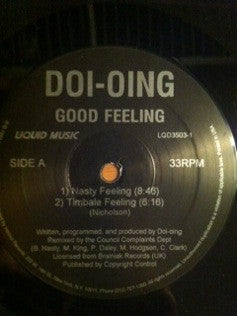 DOI-OING
GOOD FEELING
LIQUID MUSIC
LGD3503-1
SIDE A
33RPM
1) Nasty Feeling (8:46)
2) Timbale Feeling (6:16)
(Nicholson)
Written, programmed, and produced by Doi-oing
Remixed by the Council Complaints Dept
(B. Nasty, M. King, P. Daley, M. Hodgson, C. Clark)
Licensed from Brainiak Records (UK)
Published by Copyright Control